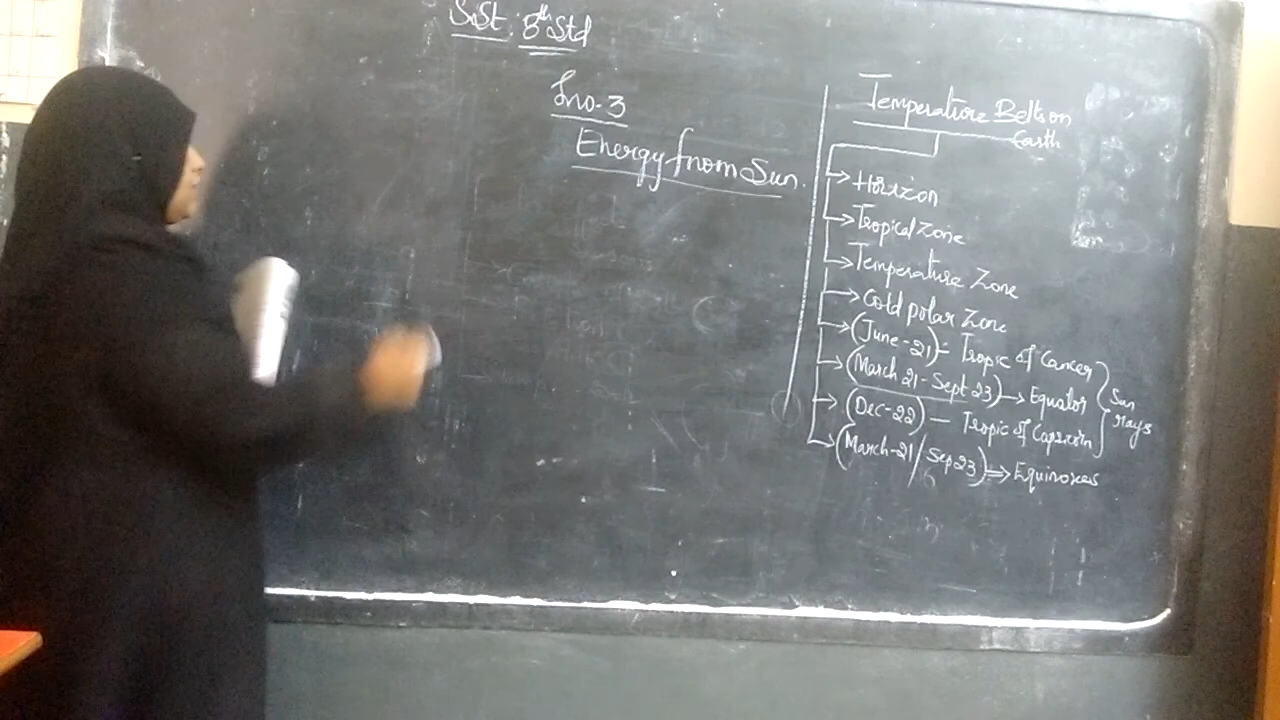 S.St : 8th Std
Lno.3
Energy from Sun.
Temperature Belts on
Earth
Horizon
Tropical Zone
Temperature Zone
Cold polar Zone
(June-21)- Tropic of Cancer
(March 21 - Sept 23) → Equator
(Dec-22) — Tropic of Capricorn
Sun
rays
(March-21/Sep 23) ⇒ Equinoxes